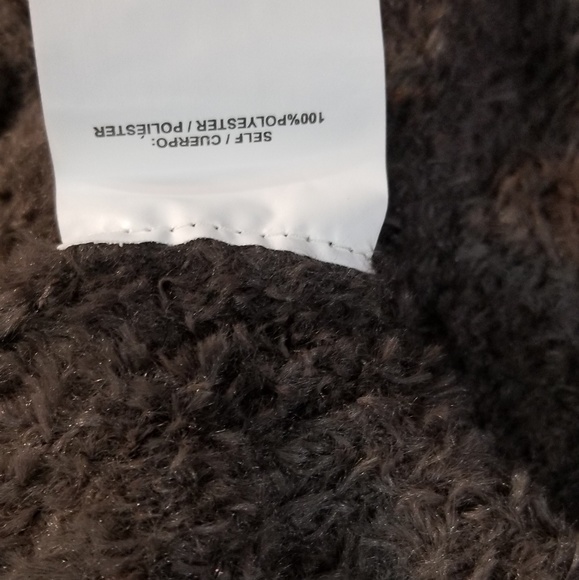 SELF / CUERPO:
100%POLYESTER / POLIÉSTER